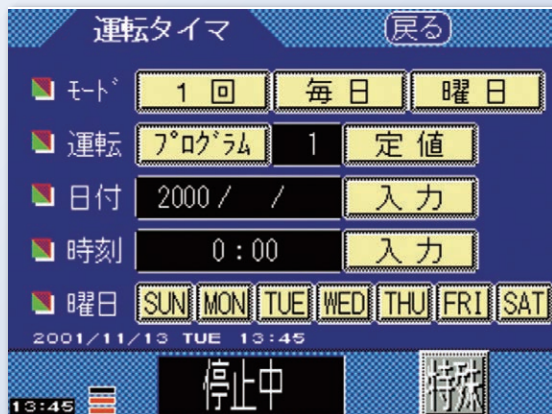 運転タイマ 戻る
モード 1回 毎日 曜日
運転 プログラム 1 定値
日付 2000/ / 入力
時刻 0:00 入力
曜日 SUN MON TUE WED THU FRI SAT
2001/11/13 TUE 13:45
13:45 停止中 特殊